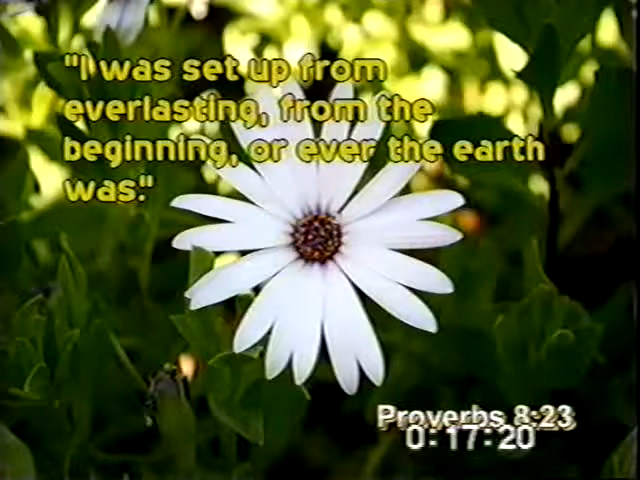 "I was set up from
everlasting, from the
beginning, or ever the earth
was."
Proverbs 8:23
0:17:20